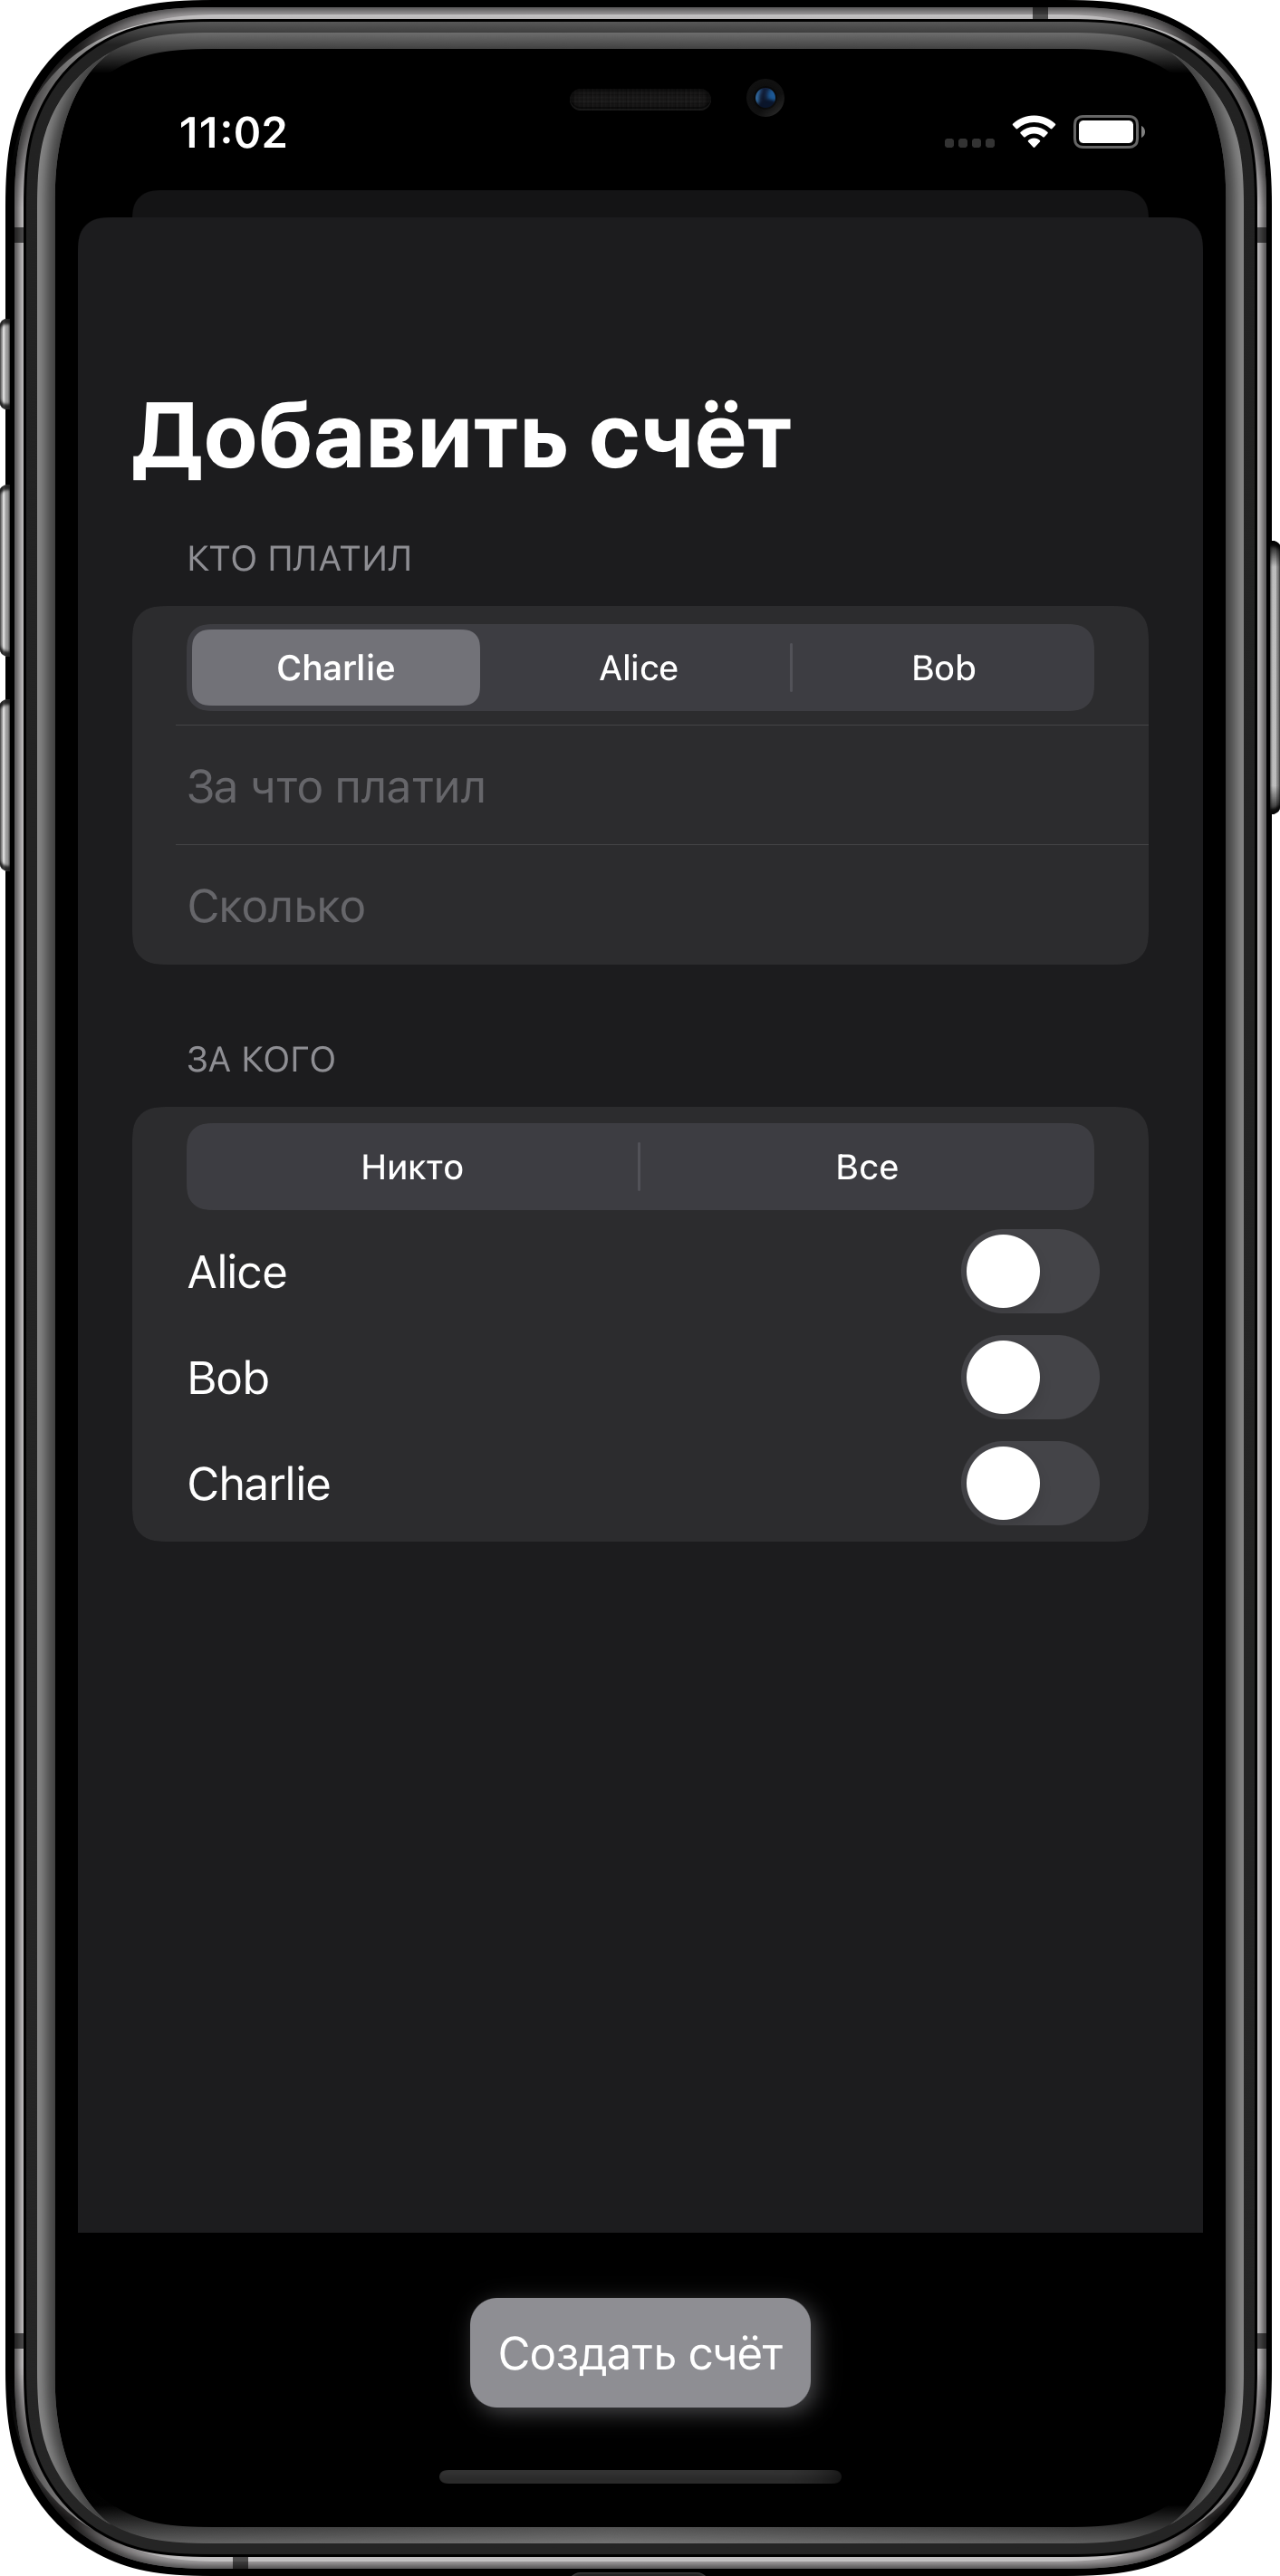 11:02
Добавить счёт
КТО ПЛАТИЛ
Charlie Alice Bob
За что платил
Сколько
ЗА КОГО
Никто Все
Alice
Bob
Charlie
Создать счёт